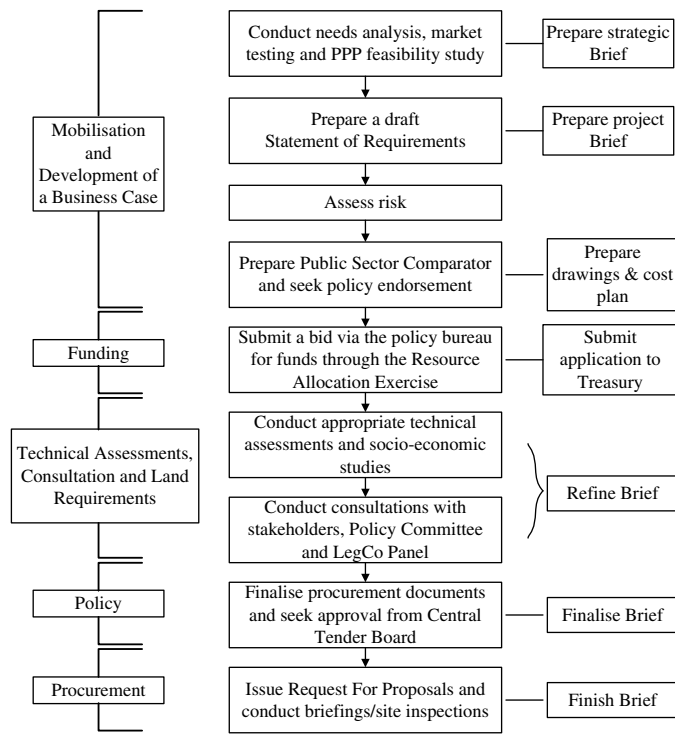 Conduct needs analysis, market
testing and PPP feasibility study
Prepare strategic
Brief
Mobilisation
and
Development of
a Business Case
Prepare a draft
Statement of Requirements
Prepare project
Brief
Assess risk
Prepare Public Sector Comparator
and seek policy endorsement
Prepare
drawings & cost
plan
Funding
Submit a bid via the policy bureau
for funds through the Resource
Allocation Exercise
Submit
application to
Treasury
Technical Assessments,
Consultation and Land
Requirements
Conduct appropriate technical
assessments and socio-economic
studies
Conduct consultations with
stakeholders, Policy Committee
and LegCo Panel
Refine Brief
Policy
Finalise procurement documents
and seek approval from Central
Tender Board
Finalise Brief
Procurement
Issue Request For Proposals and
conduct briefings/site inspections
Finish Brief